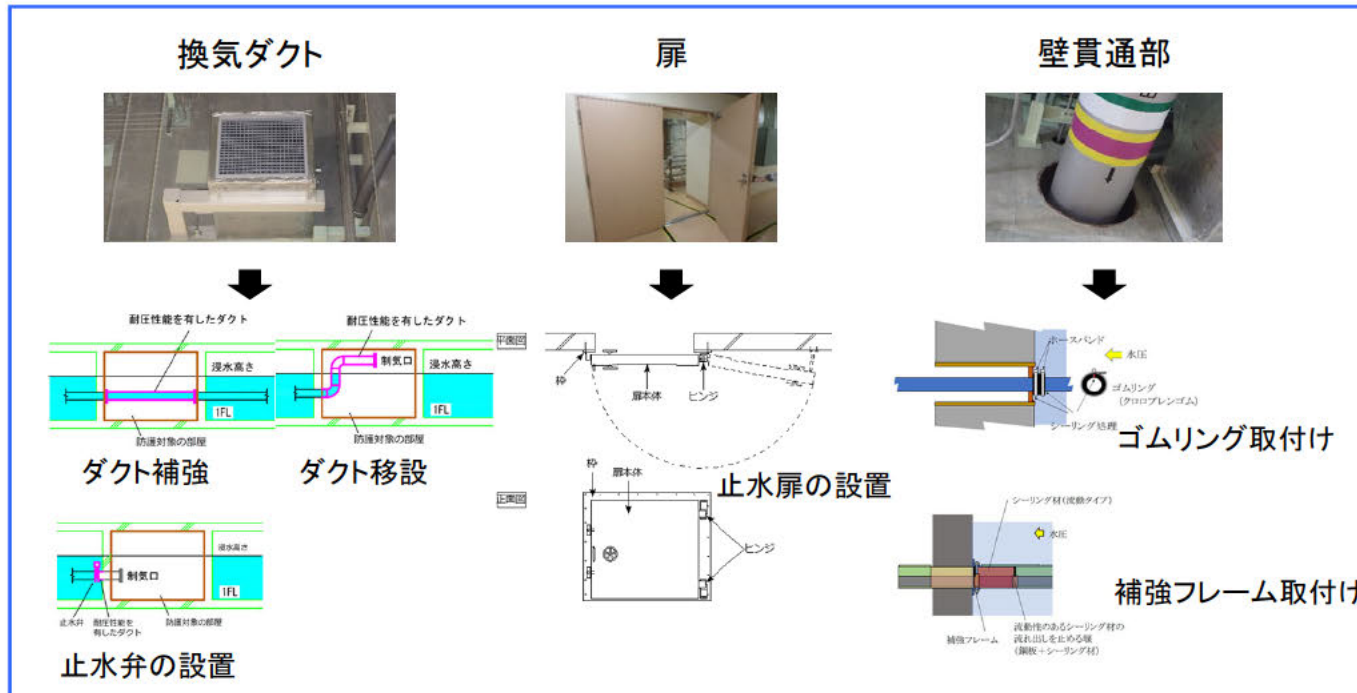 換気ダクト
扉
壁貫通部
耐圧性能を有したダクト
浸水高さ
1FL
防護対象の部屋
ダクト補強
耐圧性能を有したダクト
制気口
浸水高さ
1FL
防護対象の部屋
ダクト移設
浸水高さ
制気口
1FL
止水弁
耐圧性能を
有したダクト
防護対象の部屋
止水弁の設置
平面図
枠
扉本体
ヒンジ
正面図
枠
扉本体
ヒンジ
止水扉の設置
ホースバンド
水圧
ゴムリング
(クロロプレンゴム)
シーリング処理
ゴムリング取付け
シーリング材(流動タイプ)
水圧
補強フレーム
流動性のあるシーリング材の
流れ出しを止める堰
(鋼板+シーリング材)
補強フレーム取付け